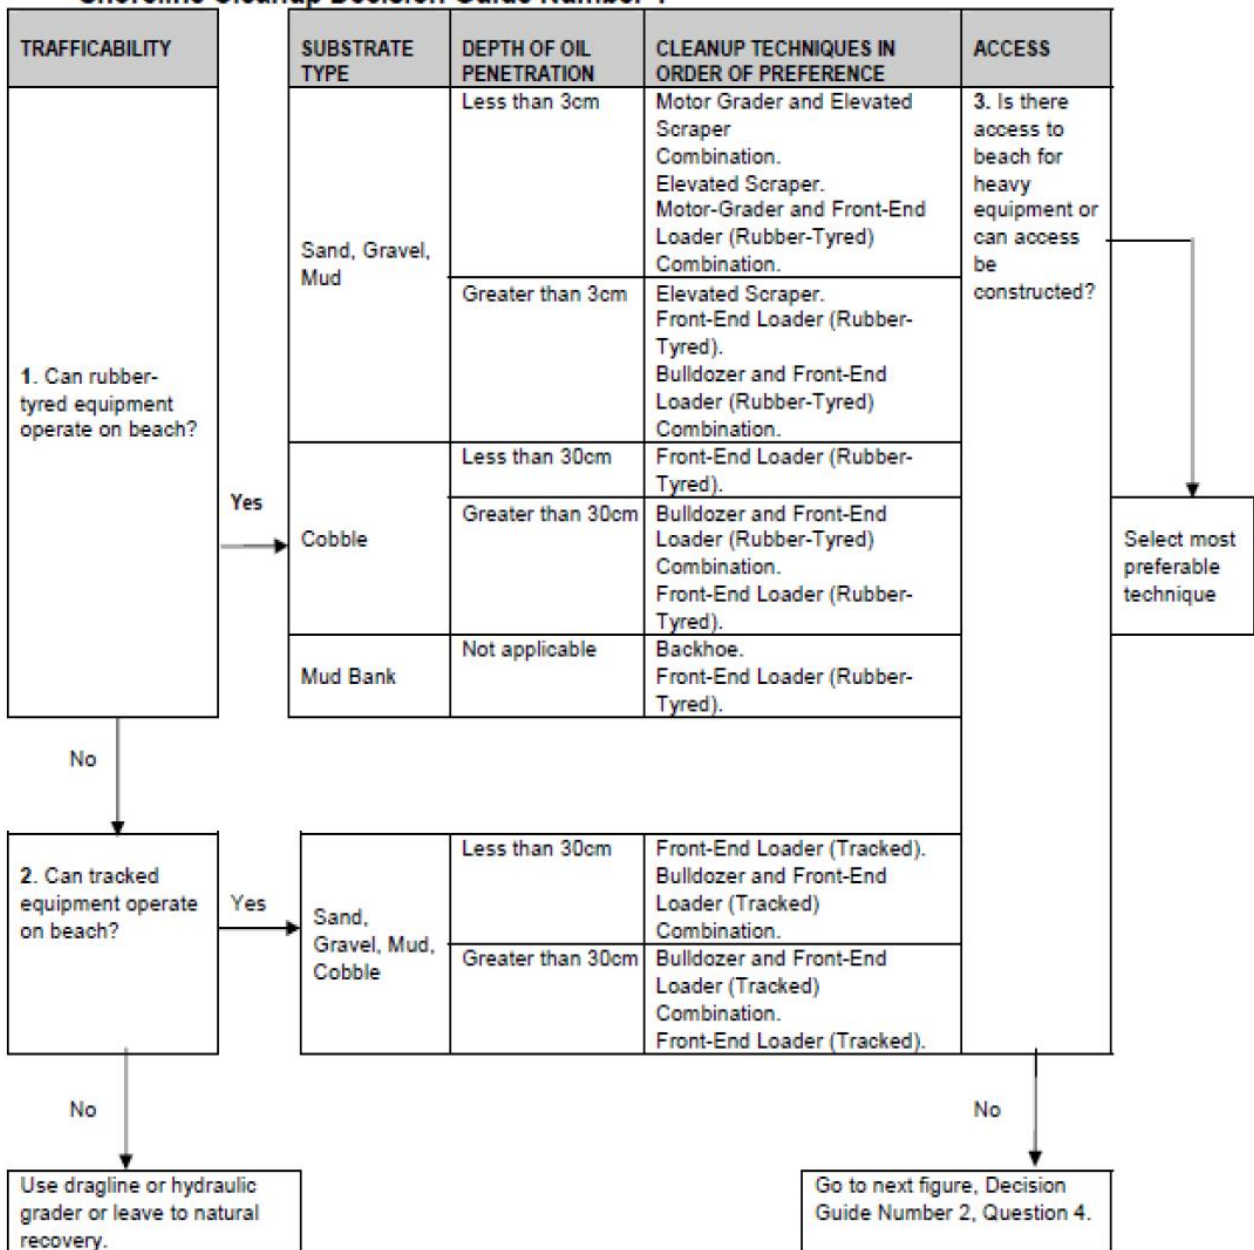 TRAFFICABILITY
SUBSTRATE
TYPE
DEPTH OF OIL
PENETRATION
CLEANUP TECHNIQUES IN
ORDER OF PREFERENCE
ACCESS
1. Can rubber-
tyred equipment
operate on beach?
Yes
Sand, Gravel,
Mud
Less than 3cm
Motor Grader and Elevated
Scraper
Combination.
Elevated Scraper.
Motor-Grader and Front-End
Loader (Rubber-Tyred)
Combination.
Greater than 3cm
Elevated Scraper.
Front-End Loader (Rubber-
Tyred).
Bulldozer and Front-End
Loader (Rubber-Tyred)
Combination.
Cobble
Less than 30cm
Front-End Loader (Rubber-
Tyred).
Greater than 30cm
Bulldozer and Front-End
Loader (Rubber-Tyred)
Combination.
Front-End Loader (Rubber-
Tyred).
Mud Bank
Not applicable
Backhoe.
Front-End Loader (Rubber-
Tyred).
3. Is there
access to
beach for
heavy
equipment or
can access
be
constructed?
Select most
preferable
technique
No
2. Can tracked
equipment operate
on beach?
Yes
Sand,
Gravel, Mud,
Cobble
Less than 30cm
Front-End Loader (Tracked).
Bulldozer and Front-End
Loader (Tracked)
Combination.
Greater than 30cm
Bulldozer and Front-End
Loader (Tracked)
Combination.
Front-End Loader (Tracked).
No
No
Use dragline or hydraulic
grader or leave to natural
recovery.
Go to next figure, Decision
Guide Number 2, Question 4.